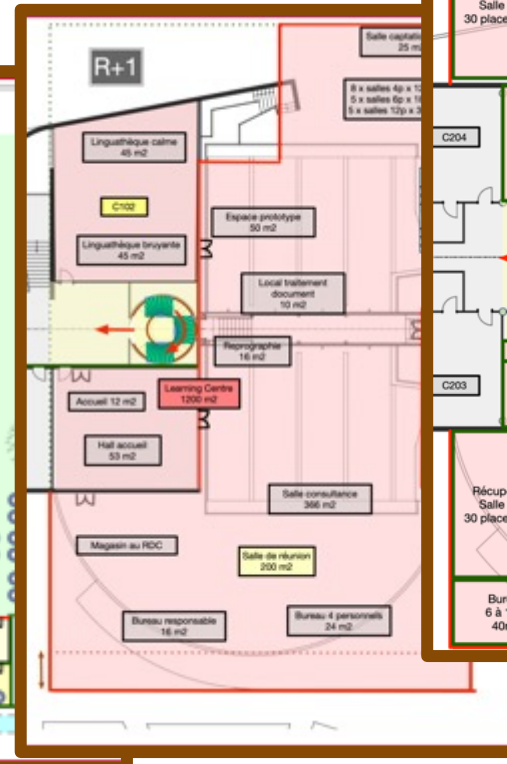 R+1
Salle captatio
25 m
8 x salles 4p x 1
5 x salles 6p x 1
5 x salles 12p x 3
Linguathèque calme
45 m2
C102
Linguathèque bruyante
45 m2
Espace prototype
50 m2
Local traitement
document
10 m2
Reprographie
16 m2
Learning Centre
1200 m2
Accueil 12 m2
Hall accueil
53 m2
Salle consultance
366 m2
Magasin au RDC
Salle de réunion
200 m2
Bureau responsable
16 m2
Bureau 4 personnels
24 m2
Salle
30 place
C204
C203
Récup
Salle
30 place
Bur
6 à 1
40